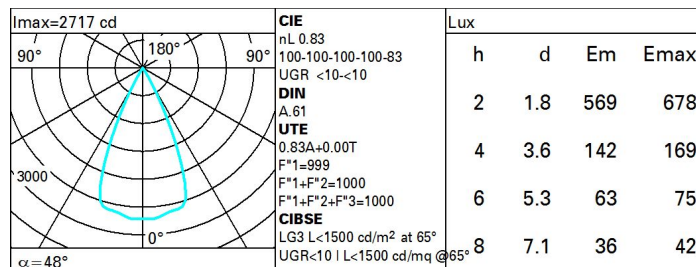 Imax=2717 cd
90° 180° 90°
3000
0°
α=48°
CIE
nL 0.83
100-100-100-100-83
UGR <10-<10
DIN
A.61
UTE
0.83A+0.00T
F"1=999
F"1+F"2=1000
F"1+F"2+F"3=1000
CIBSE
LG3 L<1500 cd/m² at 65°
UGR<10 | L<1500 cd/mq @65°
Lux
h d Em Emax
2 1.8 569 678
4 3.6 142 169
6 5.3 63 75
8 7.1 36 42